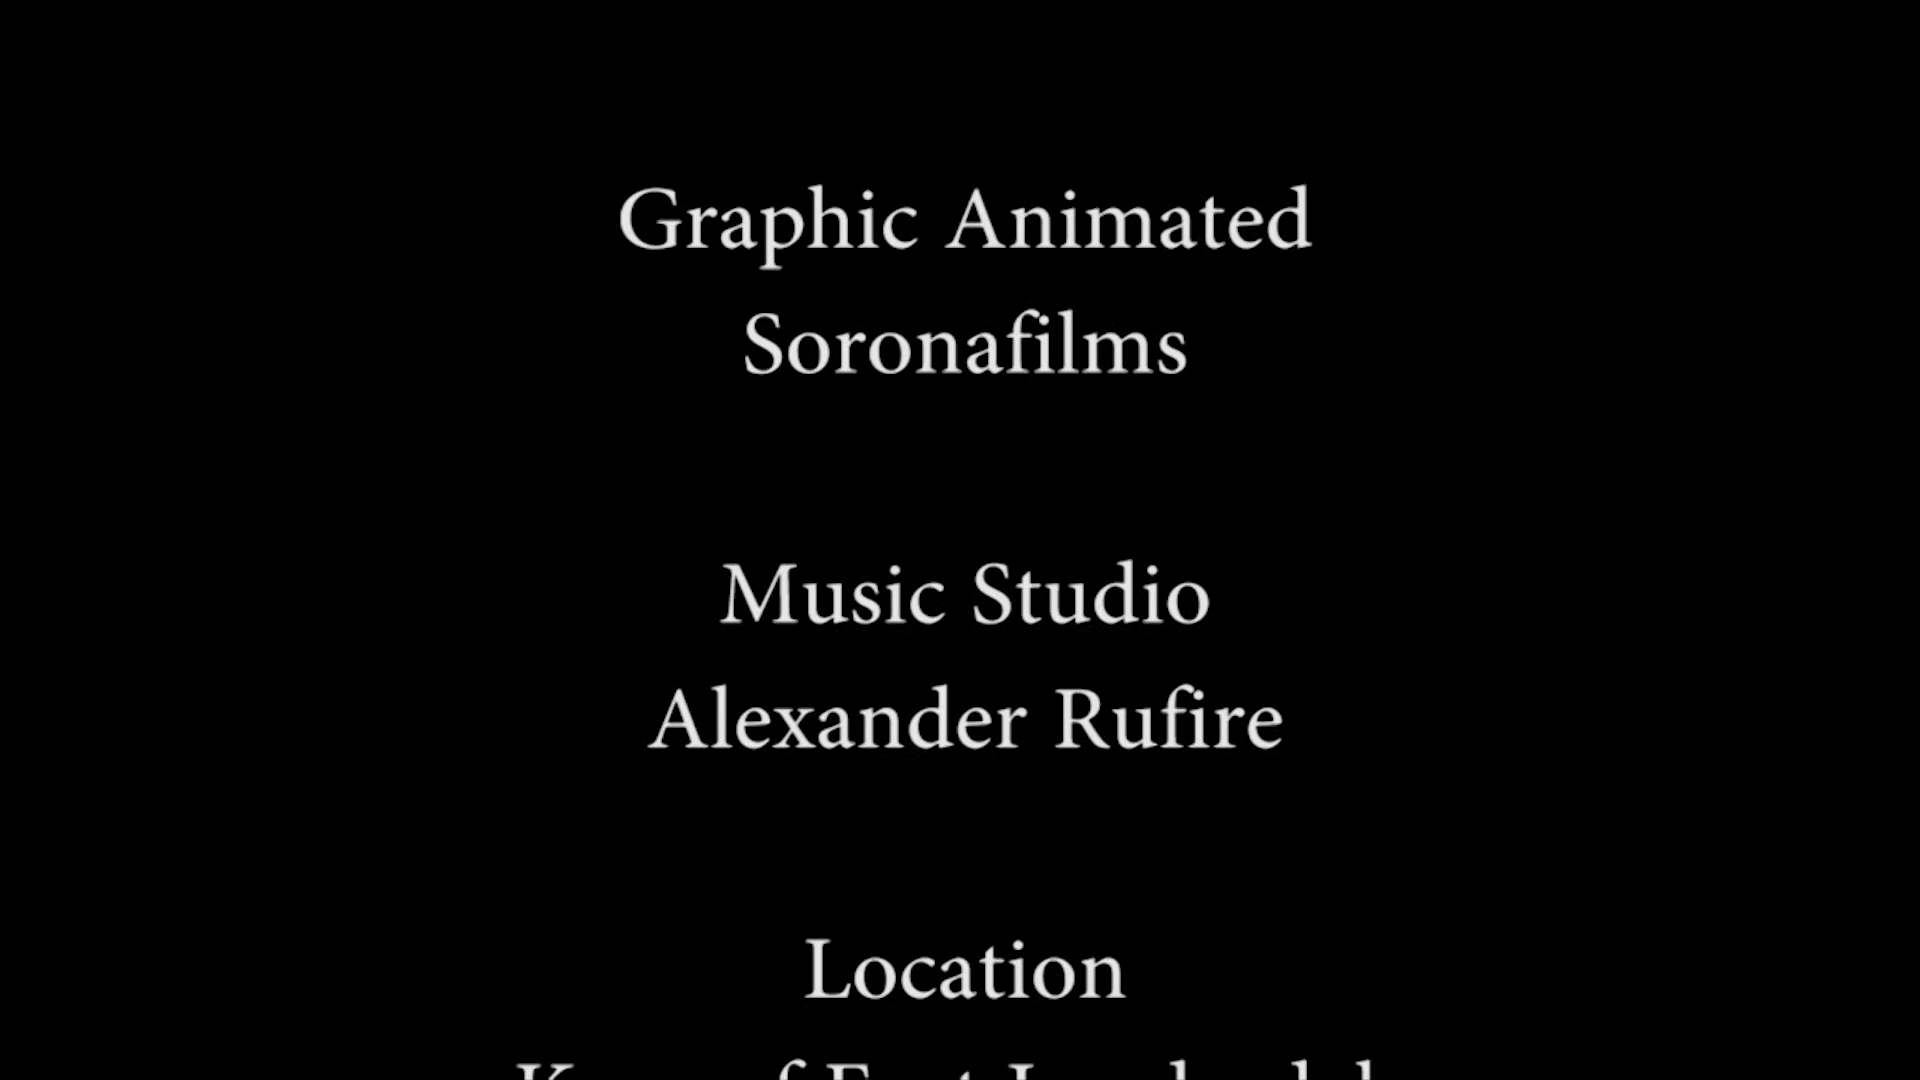 Graphic Animated
Soronafilms
Music Studio
Alexander Rufire
Location